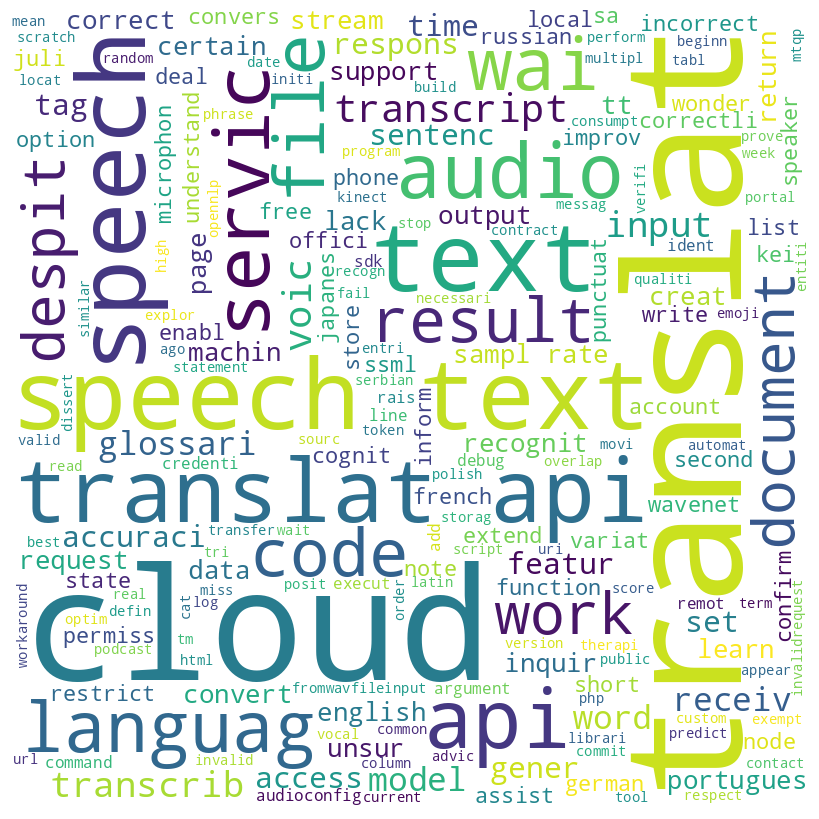 mean
correct
convers
stream
time
local
sa
incorrect
scratch
juli
certain
random
file
respons
russian
perform
beginn
mtqp
locat
deal
date
initi
support
build
wai
multipl
tabl
return
tag
servic
transcript
consumpt
wonder
option
speech
microphon
understand
phrase
opennlp
program
sentenc
tt
improv
correctli
prove
week
speaker
phone
kinect
audio
verifi
portal
despit
free
lack
output
messag
input
list
high
page
offici
stop
contract
ident
entiti
voic
japanes
sdk
recogn
fail
text
punctuat
qualiti
keil
similar
explor
enabl
store
necessari
result
creat
write
emoji
ago
machin
entri
ssml
sampl rate
translat
document
statement
dissert
speech text
serbian
rais
line
token
account
valid
glossari
sourc
cognit
inform
recognit
movi
automat
read
credenti
debug
overlap
second
translat api
polish
french
storag
extend
wavenet
best
accuraci
transfer
wait
add
script
uri
variat
request
tri
code
note
featur
confirm
state
data
posit
execut
latin
function
score
remot
term
workaround
real
defin
cat
miss
log
order
work
set
optim
permiss
podcast
tm
html
cloud
version
therapi
learn
invalidrequest
inquir
public
appear
restrict
convert
fromwavfileinput
argument
short
php
receiv
languag
english
vocal
common
api
word
librari
custom
exempt
unsur
column
advic
commit
predict
node
url
command
invalid
gener
contact
transcrib
access
model
german
portugues
audioconfig
current
assist
tool
respect